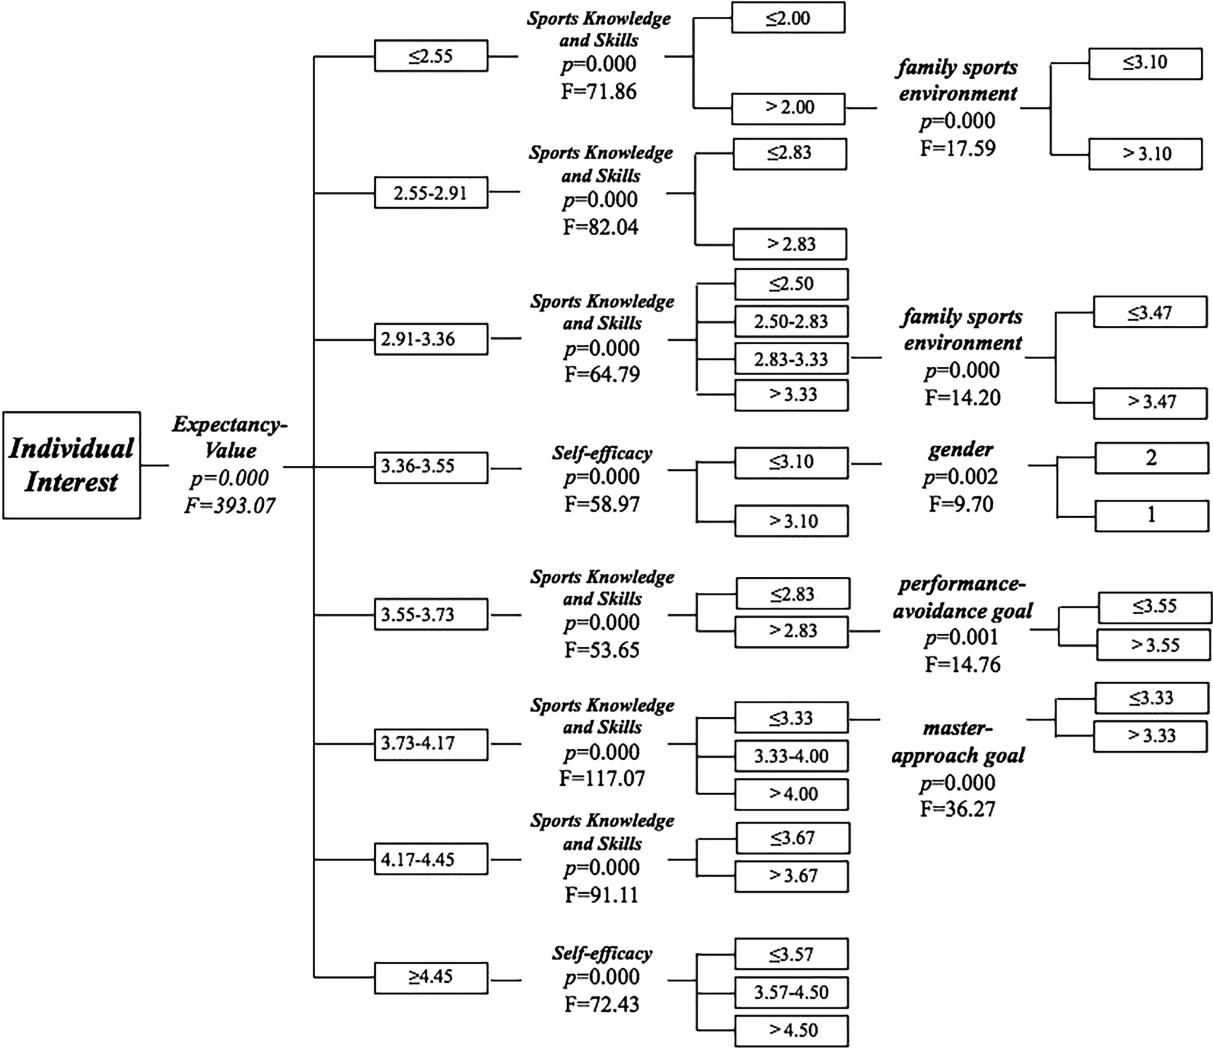 Individual
Interest
Expectancy-
Value
p=0.000
F=393.07
≤2.55
Sports Knowledge
and Skills
p=0.000
F=71.86
≤2.00
>2.00
family sports
environment
p=0.000
F=17.59
≤3.10
>3.10
2.55-2.91
Sports Knowledge
and Skills
p=0.000
F=82.04
≤2.83
>2.83
2.91-3.36
Sports Knowledge
and Skills
p=0.000
F=64.79
≤2.50
2.50-2.83
2.83-3.33
>3.33
family sports
environment
p=0.000
F=14.20
≤3.47
>3.47
3.36-3.55
Self-efficacy
p=0.000
F=58.97
≤3.10
>3.10
gender
p=0.002
F=9.70
2
1
3.55-3.73
Sports Knowledge
and Skills
p=0.000
F=53.65
≤2.83
>2.83
performance-
avoidance goal
p=0.001
F=14.76
≤3.55
>3.55
3.73-4.17
Sports Knowledge
and Skills
p=0.000
F=117.07
≤3.33
3.33-4.00
>4.00
master-
approach goal
p=0.000
F=36.27
≤3.33
>3.33
4.17-4.45
Sports Knowledge
and Skills
p=0.000
F=91.11
≤3.67
>3.67
≥4.45
Self-efficacy
p=0.000
F=72.43
≤3.57
3.57-4.50
>4.50